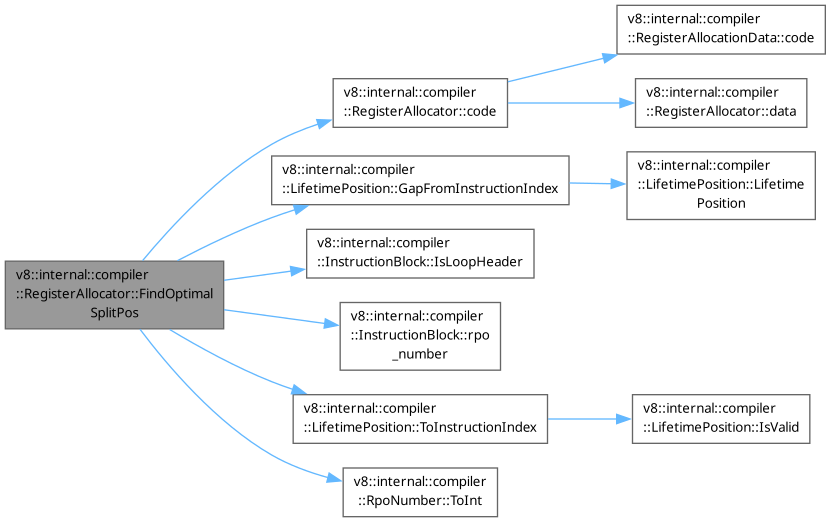 v8::internal::compiler
::RegisterAllocationData::code
v8::internal::compiler
::RegisterAllocator::code
v8::internal::compiler
::RegisterAllocator::data
v8::internal::compiler
::LifetimePosition::GapFromInstructionIndex
v8::internal::compiler
::LifetimePosition::Lifetime
Position
v8::internal::compiler
::InstructionBlock::IsLoopHeader
v8::internal::compiler
::RegisterAllocator::FindOptimal
SplitPos
v8::internal::compiler
::InstructionBlock::rpo
_number
v8::internal::compiler
::LifetimePosition::ToInstructionIndex
v8::internal::compiler
::LifetimePosition::IsValid
v8::internal::compiler
::RpoNumber::ToInt